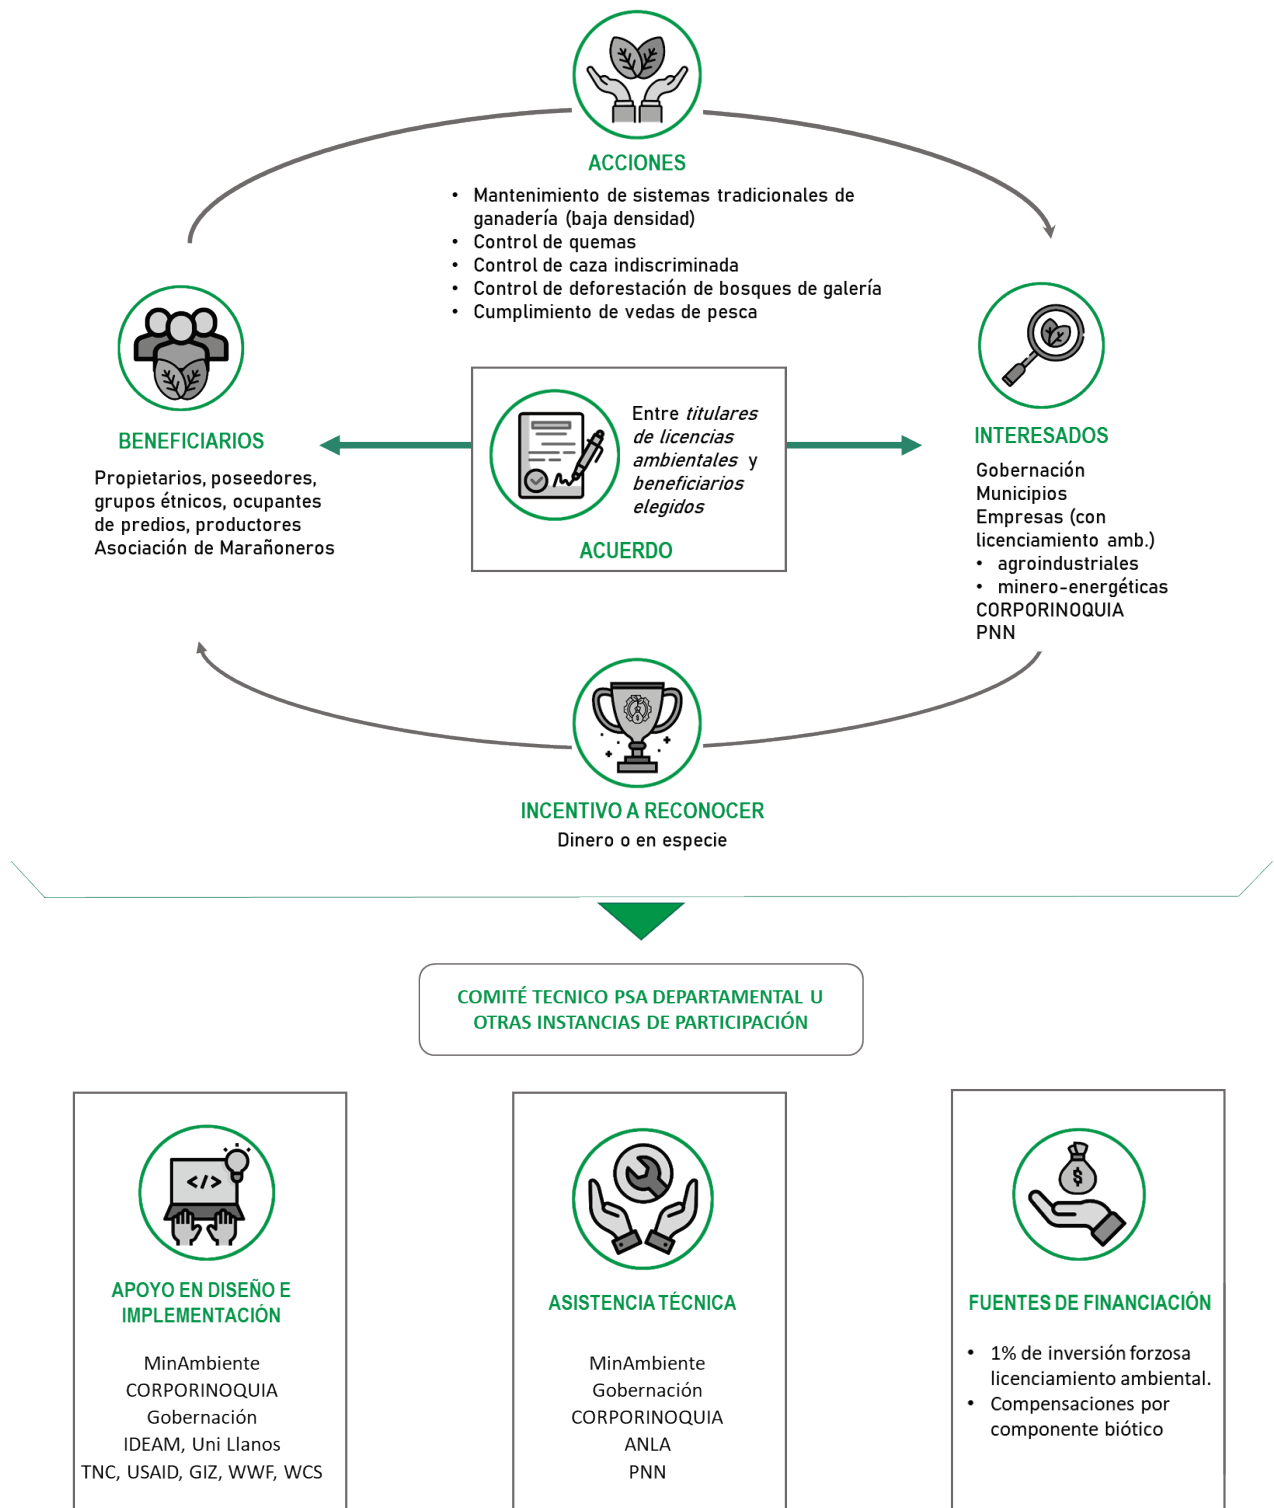 ACCIONES
• Mantenimiento de sistemas tradicionales de
ganadería (baja densidad)
• Control de quemas
• Control de caza indiscriminada
• Control de deforestación de bosques de galería
• Cumplimiento de vedas de pesca
BENEFICIARIOS
Propietarios, poseedores,
grupos étnicos, ocupantes
de predios, productores
Asociación de Marañoneros
Entre titulares
de licencias
ambientales y
beneficiarios
elegidos
ACUERDO
INTERESADOS
Gobernación
Municipios
Empresas (con
licenciamiento amb.)
• agroindustriales
• minero-energéticas
CORPORINOQUIA
PNN
INCENTIVO A RECONOCER
Dinero o en especie
COMITÉ TECNICO PSA DEPARTAMENTAL U
OTRAS INSTANCIAS DE PARTICIPACIÓN
</>
APOYO EN DISEÑO E
IMPLEMENTACIÓN
MinAmbiente
CORPORINOQUIA
Gobernación
IDEAM, Uni Llanos
TNC, USAID, GIZ, WWF, WCS
ASISTENCIA TÉCNICA
MinAmbiente
Gobernación
CORPORINOQUIA
ANLA
PNN
$
FUENTES DE FINANCIACIÓN
• 1% de inversión forzosa
licenciamiento ambiental.
• Compensaciones por
componente biótico